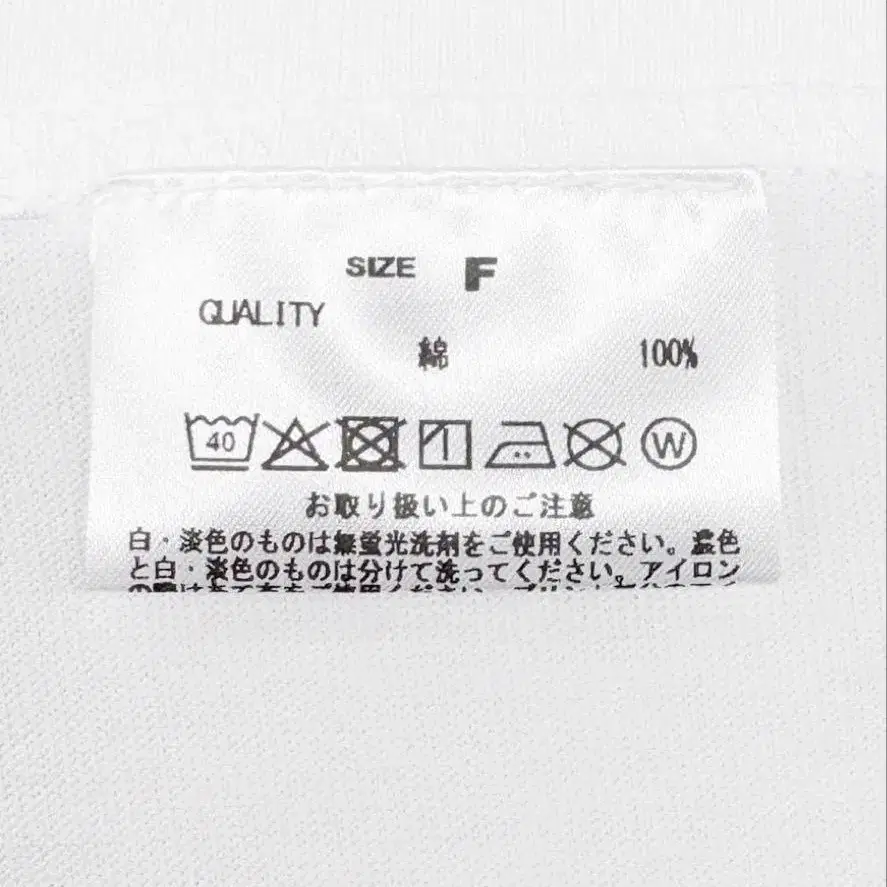 SIZE F
QUALITY
綿 100%
40 W
お取り扱い上のご注意
白・淡色のものは無蛍光洗剤をご使用ください。濃色
と白・淡色のものは分けて洗ってください。アイロン